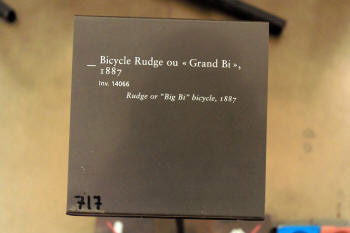 — Bicycle Rudge ou « Grand Bi »,
1887
Inv. 14066
Rudge or "Big Bi" bicycle, 1887
717